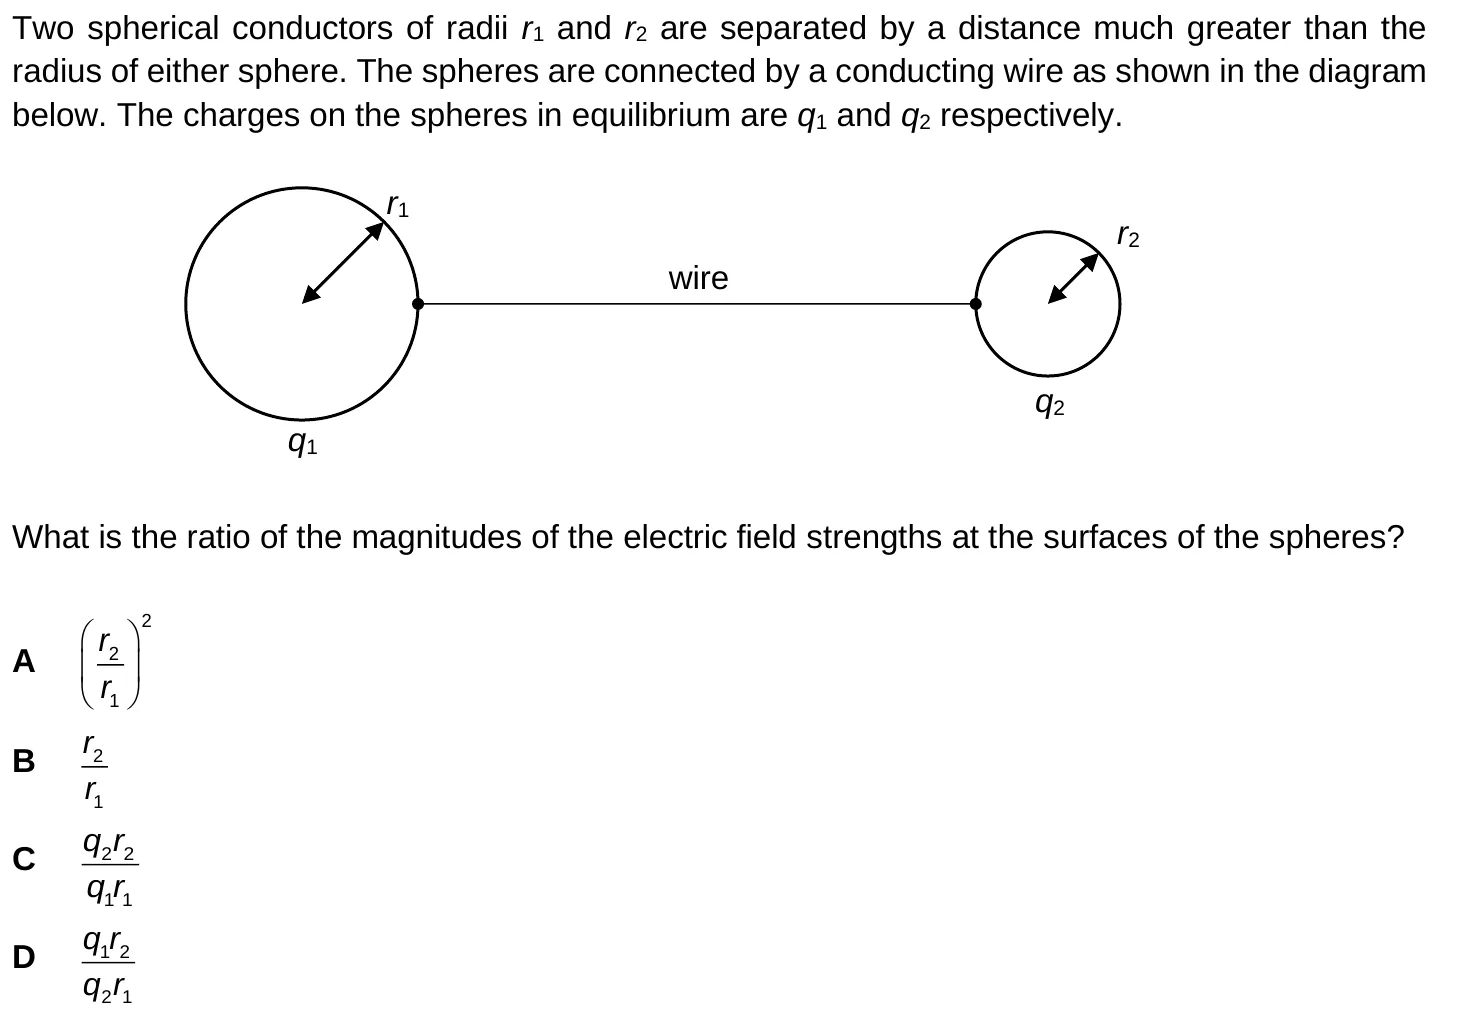 Two spherical conductors of radii r₁ and r₂ are separated by a distance much greater than the
radius of either sphere. The spheres are connected by a conducting wire as shown in the diagram
below. The charges on the spheres in equilibrium are q₁ and q₂ respectively.
r₁
r₂
wire
q₂
q₁
What is the ratio of the magnitudes of the electric field strengths at the surfaces of the spheres?
A (r₂/r₁)²
B r₂/r₁
C q₂r₂/q₁r₁
D q₁r₂/q₂r₁